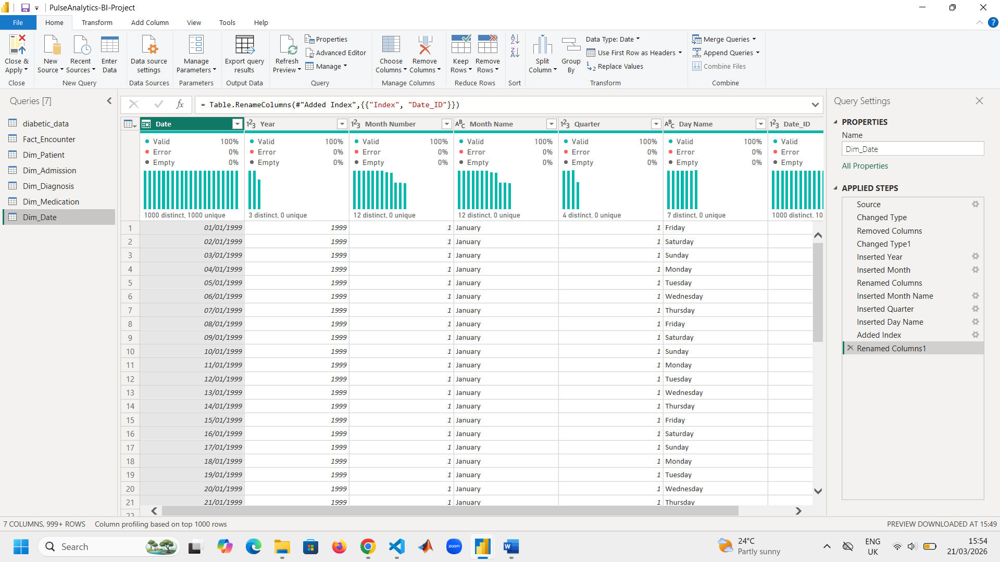 PulseAnalytics-BI-Project
File Home Transform Add Column View Tools Help
Close & Apply
Close
New Source
Recent Sources
Enter Data
New Query
Data source settings
Data Sources
Manage Parameters
Parameters
Export query results
Output Data
Refresh Preview
Properties
Advanced Editor
Manage
Query
Choose Columns
Remove Columns
Manage Columns
Keep Rows
Remove Rows
Reduce Rows
Sort
Split Column
Group By
Data Type: Date
Use First Row as Headers
Replace Values
Transform
Merge Queries
Append Queries
Combine Files
Combine
Queries [7]
diabetic_data
Fact_Encounter
Dim_Patient
Dim_Admission
Dim_Diagnosis
Dim_Medication
Dim_Date
fx = Table.RenameColumns(#"Added Index",{{"Index", "Date_ID"}})
Date 123 Year 123 Month Number ABC Month Name 123 Quarter ABC Day Name 123 Date_ID
Valid 100% Valid 100% Valid 100% Valid 100% Valid 100% Valid 100% Valid
Error 0% Error 0% Error 0% Error 0% Error 0% Error 0% Error
Empty 0% Empty 0% Empty 0% Empty 0% Empty 0% Empty 0% Empty
1000 distinct, 1000 unique 3 distinct, 0 unique 12 distinct, 0 unique 12 distinct, 0 unique 4 distinct, 0 unique 7 distinct, 0 unique 1000 distinct, 10
1 01/01/1999 1999 1 January 1 Friday
2 02/01/1999 1999 1 January 1 Saturday
3 03/01/1999 1999 1 January 1 Sunday
4 04/01/1999 1999 1 January 1 Monday
5 05/01/1999 1999 1 January 1 Tuesday
6 06/01/1999 1999 1 January 1 Wednesday
7 07/01/1999 1999 1 January 1 Thursday
8 08/01/1999 1999 1 January 1 Friday
9 09/01/1999 1999 1 January 1 Saturday
10 10/01/1999 1999 1 January 1 Sunday
11 11/01/1999 1999 1 January 1 Monday
12 12/01/1999 1999 1 January 1 Tuesday
13 13/01/1999 1999 1 January 1 Wednesday
14 14/01/1999 1999 1 January 1 Thursday
15 15/01/1999 1999 1 January 1 Friday
16 16/01/1999 1999 1 January 1 Saturday
17 17/01/1999 1999 1 January 1 Sunday
18 18/01/1999 1999 1 January 1 Monday
19 19/01/1999 1999 1 January 1 Tuesday
20 20/01/1999 1999 1 January 1 Wednesday
21 21/01/1999 1999 1 January 1 Thursday
22
Query Settings
PROPERTIES
Name
Dim_Date
All Properties
APPLIED STEPS
Source
Changed Type
Removed Columns
Changed Type1
Inserted Year
Inserted Month
Renamed Columns
Inserted Month Name
Inserted Quarter
Inserted Day Name
Added Index
Renamed Columns1
7 COLUMNS, 999+ ROWS Column profiling based on top 1000 rows PREVIEW DOWNLOADED AT 15:49
Search
zoom
24°C
Partly sunny
ENG
UK
15:54
21/03/2026